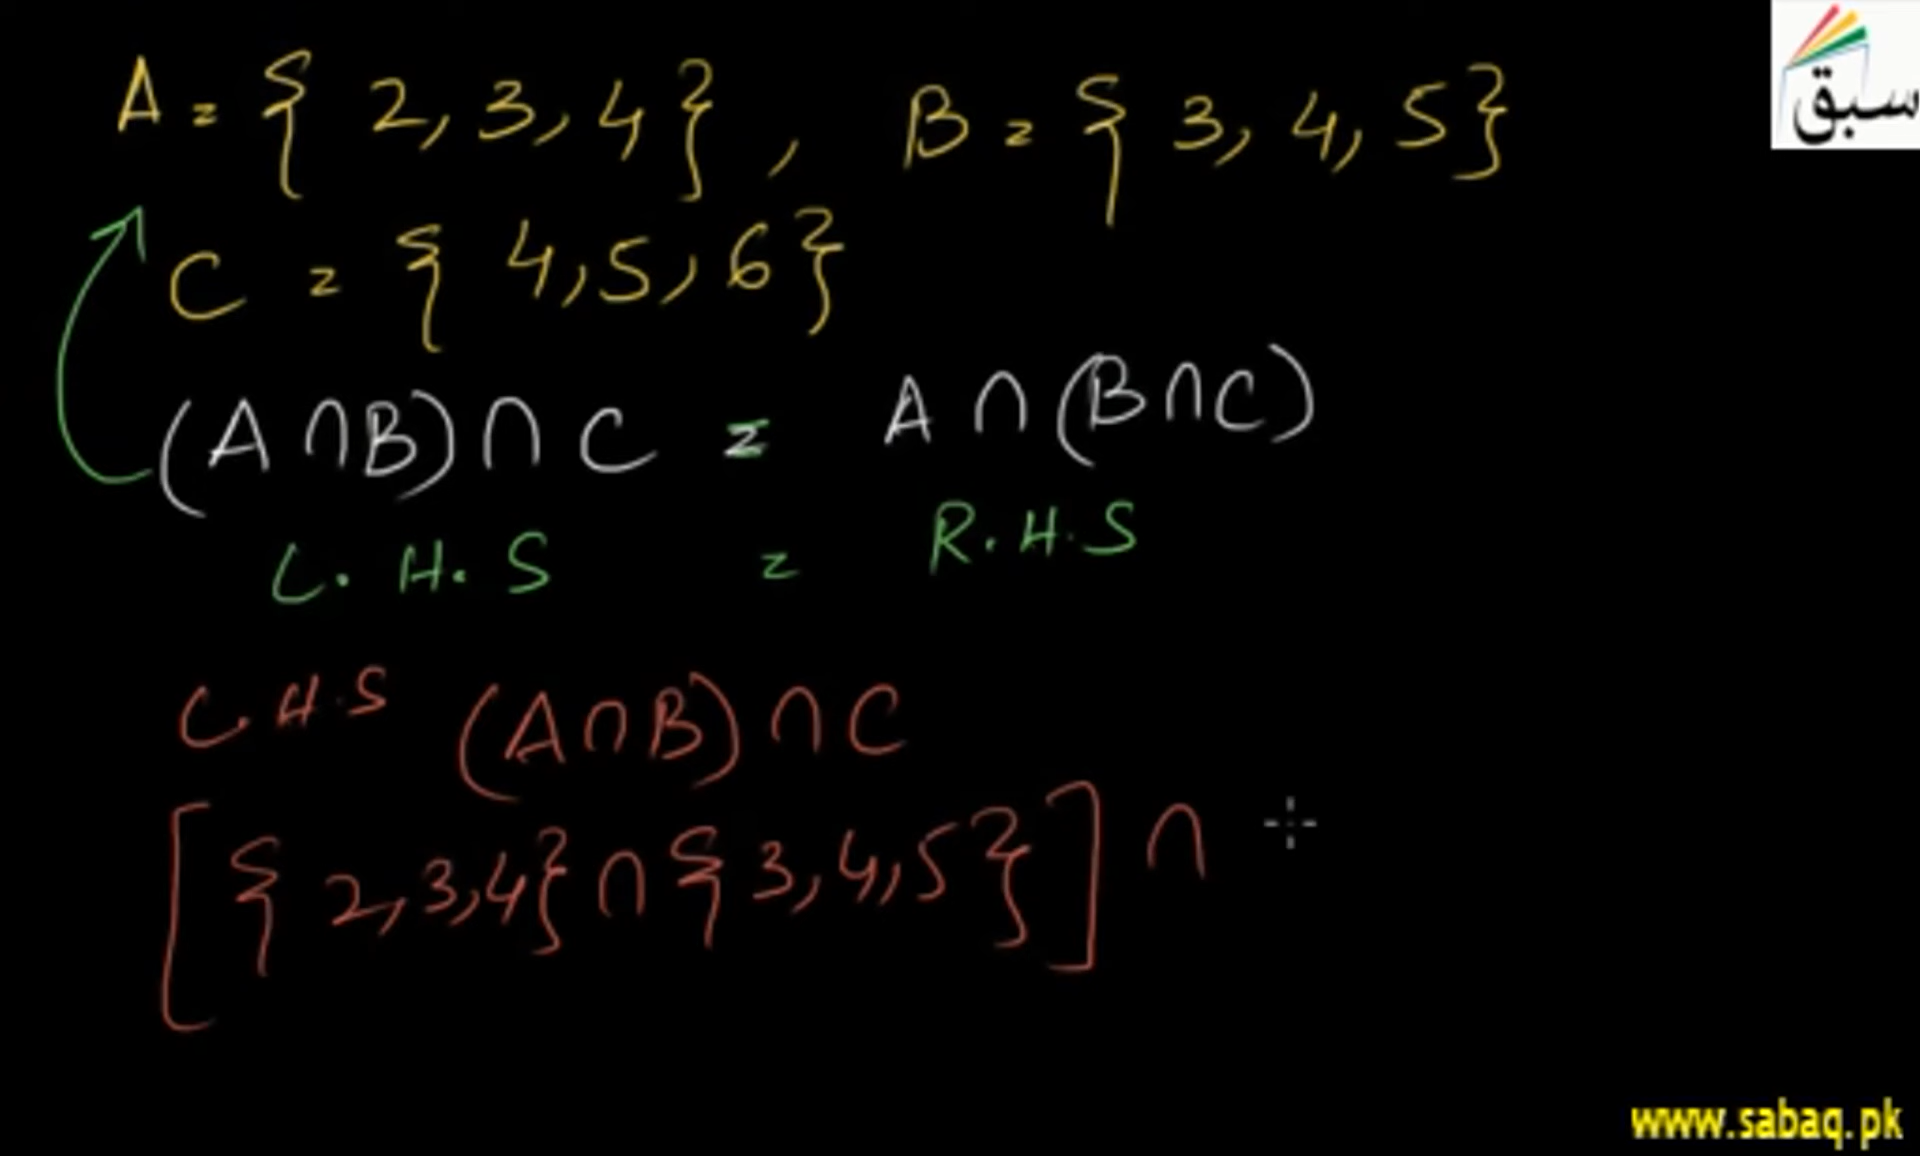 A = { 2, 3, 4 } , B = { 3, 4, 5 }
سبق
C = { 4, 5, 6 }
(A ∩ B) ∩ C = A ∩ (B ∩ C)
L.H.S = R.H.S
L.H.S (A ∩ B) ∩ C
[ { 2, 3, 4 } ∩ { 3, 4, 5 } ] ∩
www.sabaq.pk